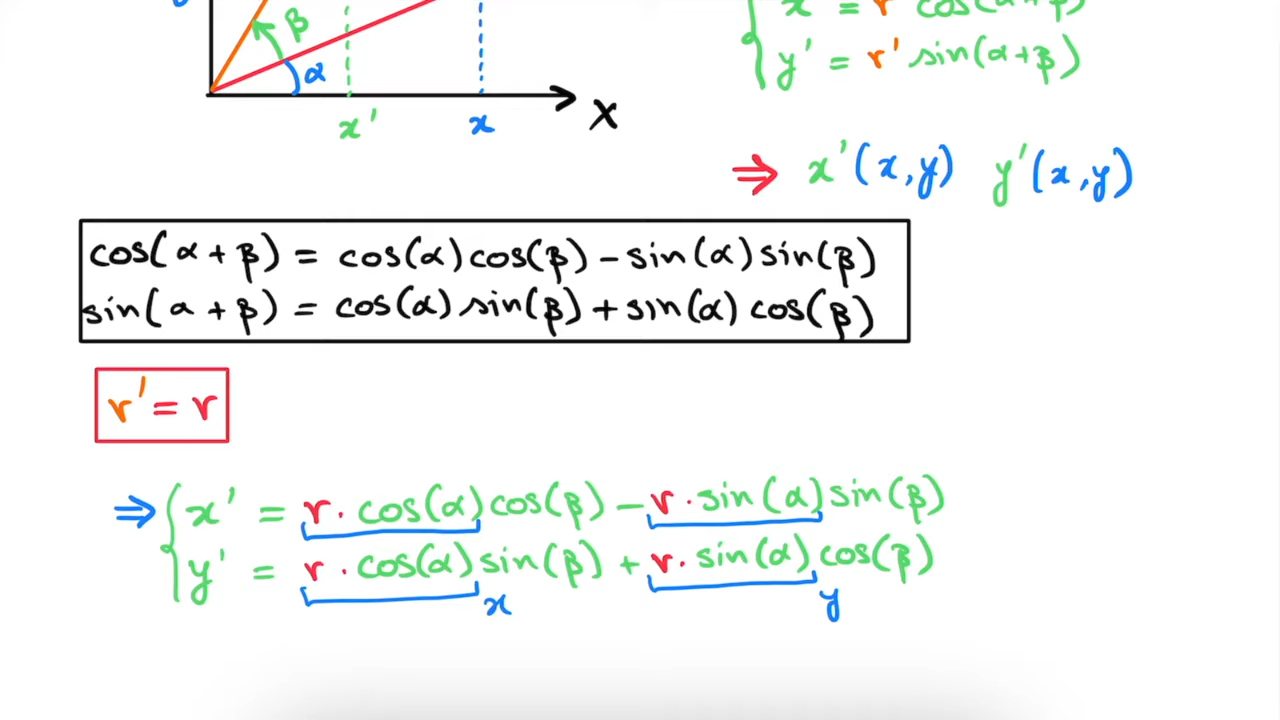 β
α
x'
x
X
x' = r' cos(α+β)
y' = r' sin(α+β)
⇒ x'(x,y) y'(x,y)
cos(α + β) = cos(α) cos(β) − sin(α) sin(β)
sin(α + β) = cos(α) sin(β) + sin(α) cos(β)
r' = r
⇒ { x' = r · cos(α) cos(β) − r · sin(α) sin(β)
y' = r · cos(α) sin(β) + r · sin(α) cos(β)
x y